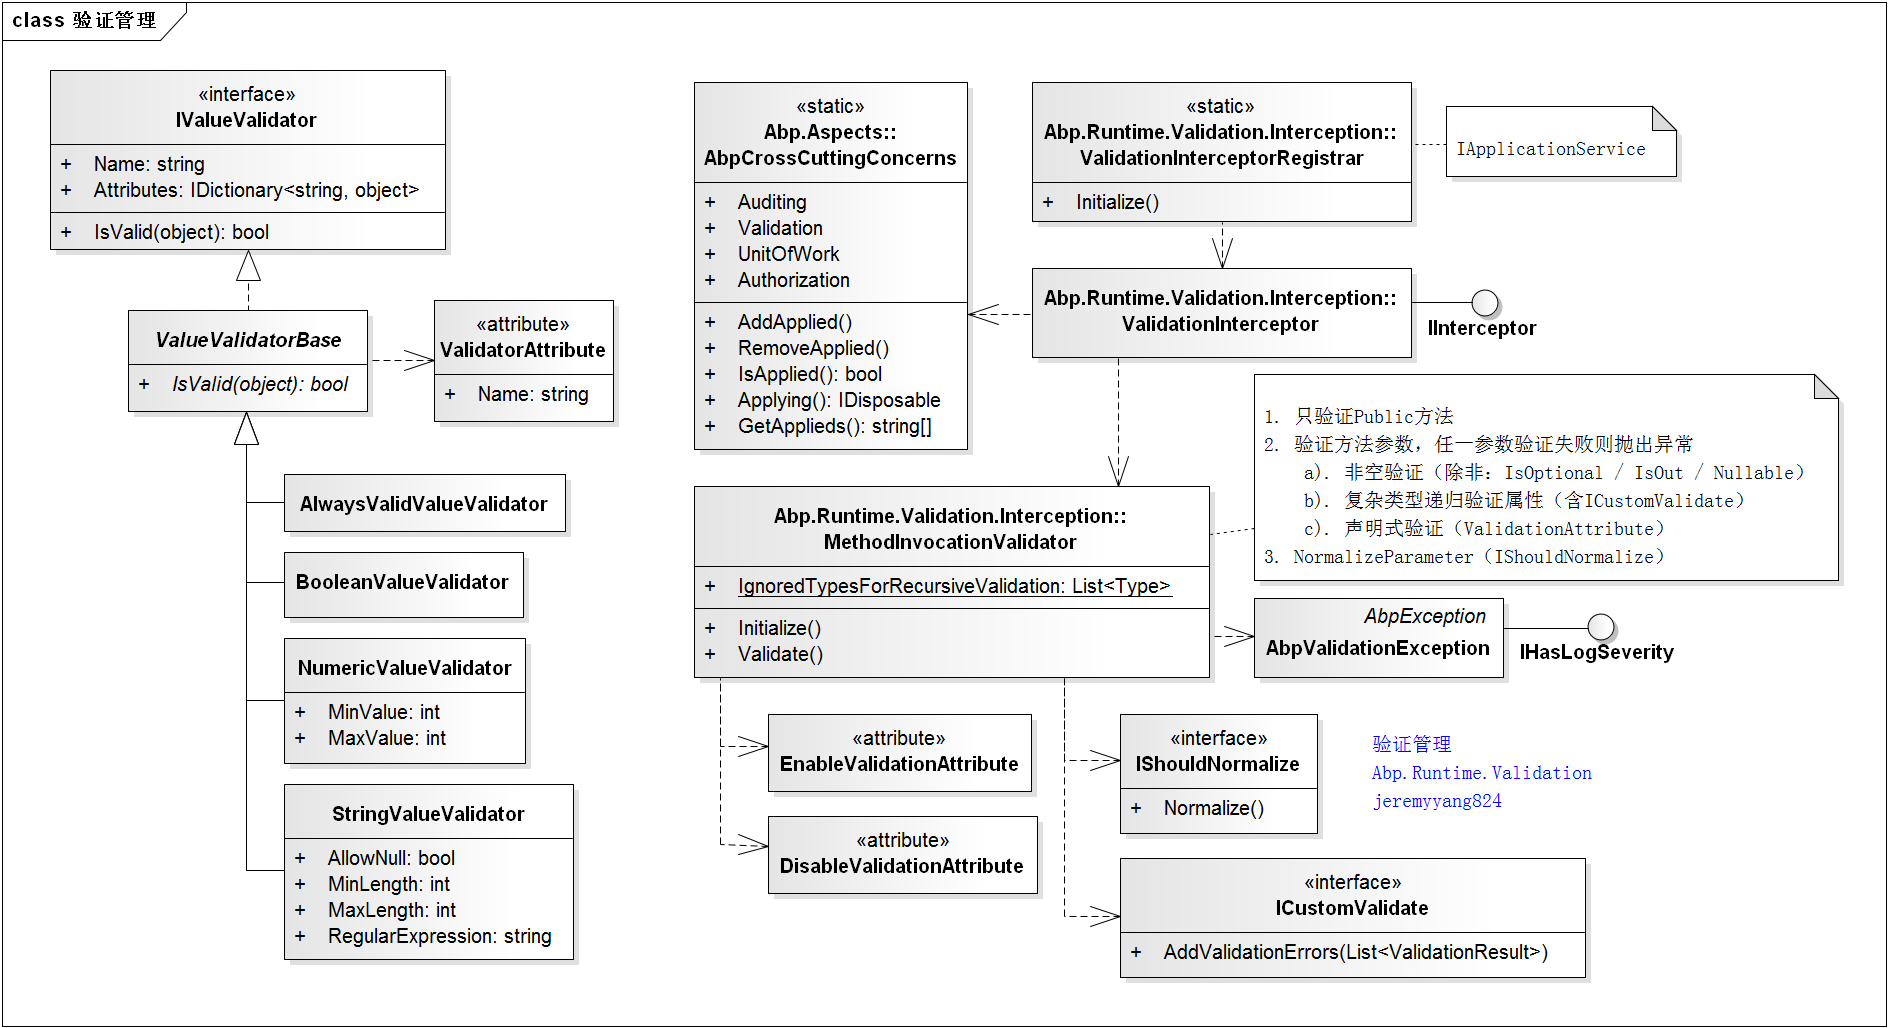 class 验证管理
«interface»
IValueValidator
+ Name: string
+ Attributes: IDictionary<string, object>
+ IsValid(object): bool
ValueValidatorBase
+ IsValid(object): bool
«attribute»
ValidatorAttribute
+ Name: string
AlwaysValidValueValidator
BooleanValueValidator
NumericValueValidator
+ MinValue: int
+ MaxValue: int
StringValueValidator
+ AllowNull: bool
+ MinLength: int
+ MaxLength: int
+ RegularExpression: string
«static»
Abp.Aspects::
AbpCrossCuttingConcerns
+ Auditing
+ Validation
+ UnitOfWork
+ Authorization
+ AddApplied()
+ RemoveApplied()
+ IsApplied(): bool
+ Applying(): IDisposable
+ GetApplieds(): string[]
«static»
Abp.Runtime.Validation.Interception::
ValidationInterceptorRegistrar
+ Initialize()
IApplicationService
Abp.Runtime.Validation.Interception::
ValidationInterceptor
IInterceptor
1. 只验证Public方法
2. 验证方法参数，任一参数验证失败则抛出异常
a). 非空验证（除非：IsOptional / IsOut / Nullable）
b). 复杂类型递归验证属性（含ICustomValidate）
c). 声明式验证（ValidationAttribute）
3. NormalizeParameter（IShouldNormalize）
Abp.Runtime.Validation.Interception::
MethodInvocationValidator
+ IgnoredTypesForRecursiveValidation: List<Type>
+ Initialize()
+ Validate()
AbpException
AbpValidationException
IHasLogSeverity
«attribute»
EnableValidationAttribute
«attribute»
DisableValidationAttribute
«interface»
IShouldNormalize
+ Normalize()
«interface»
ICustomValidate
+ AddValidationErrors(List<ValidationResult>)
验证管理
Abp.Runtime.Validation
jeremyyang824